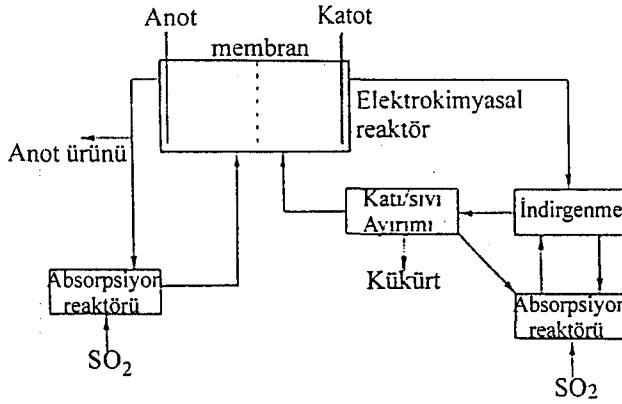 Anot
Katot
membran
Elektrokimyasal
reaktör
Anot ürünü
Katı/sıvı
Ayırımı
İndirgenme
Kükürt
Absorpsiyon
reaktörü
SO2
Absorpsiyon
reaktörü
SO2